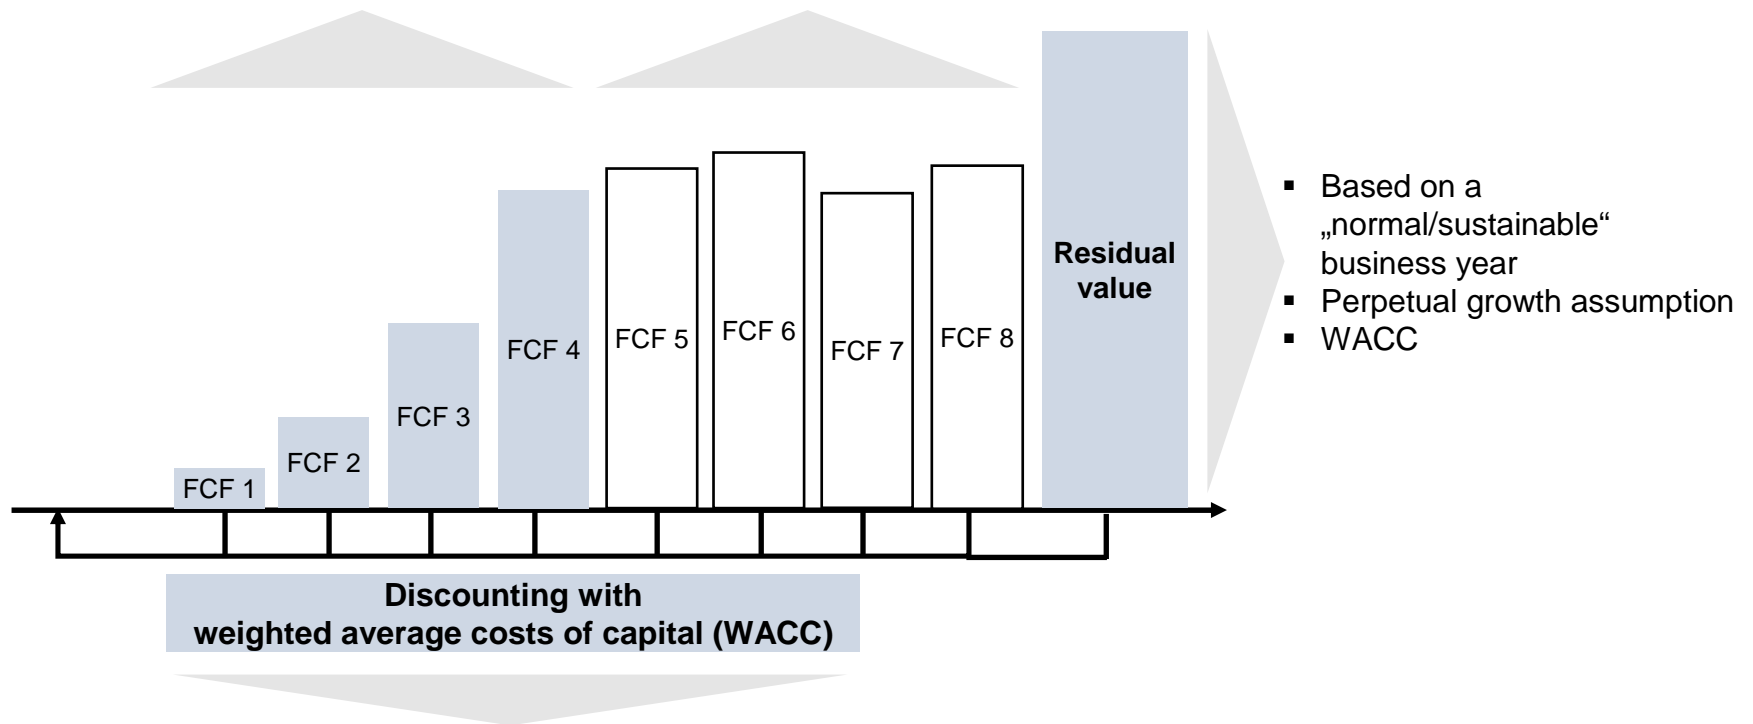 FCF 1
FCF 2
FCF 3
FCF 4
FCF 5
FCF 6
FCF 7
FCF 8
Residual
value
▪ Based on a
„normal/sustainable“
business year
▪ Perpetual growth assumption
▪ WACC
Discounting with
weighted average costs of capital (WACC)